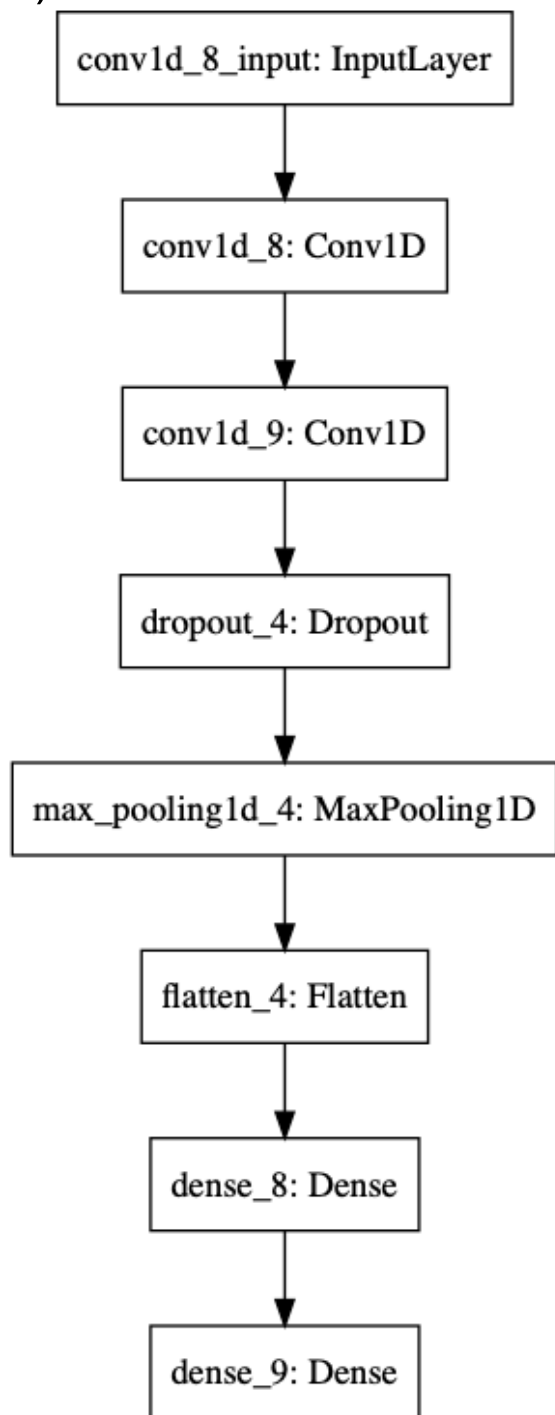 conv1d_8_input: InputLayer
conv1d_8: Conv1D
conv1d_9: Conv1D
dropout_4: Dropout
max_pooling1d_4: MaxPooling1D
flatten_4: Flatten
dense_8: Dense
dense_9: Dense